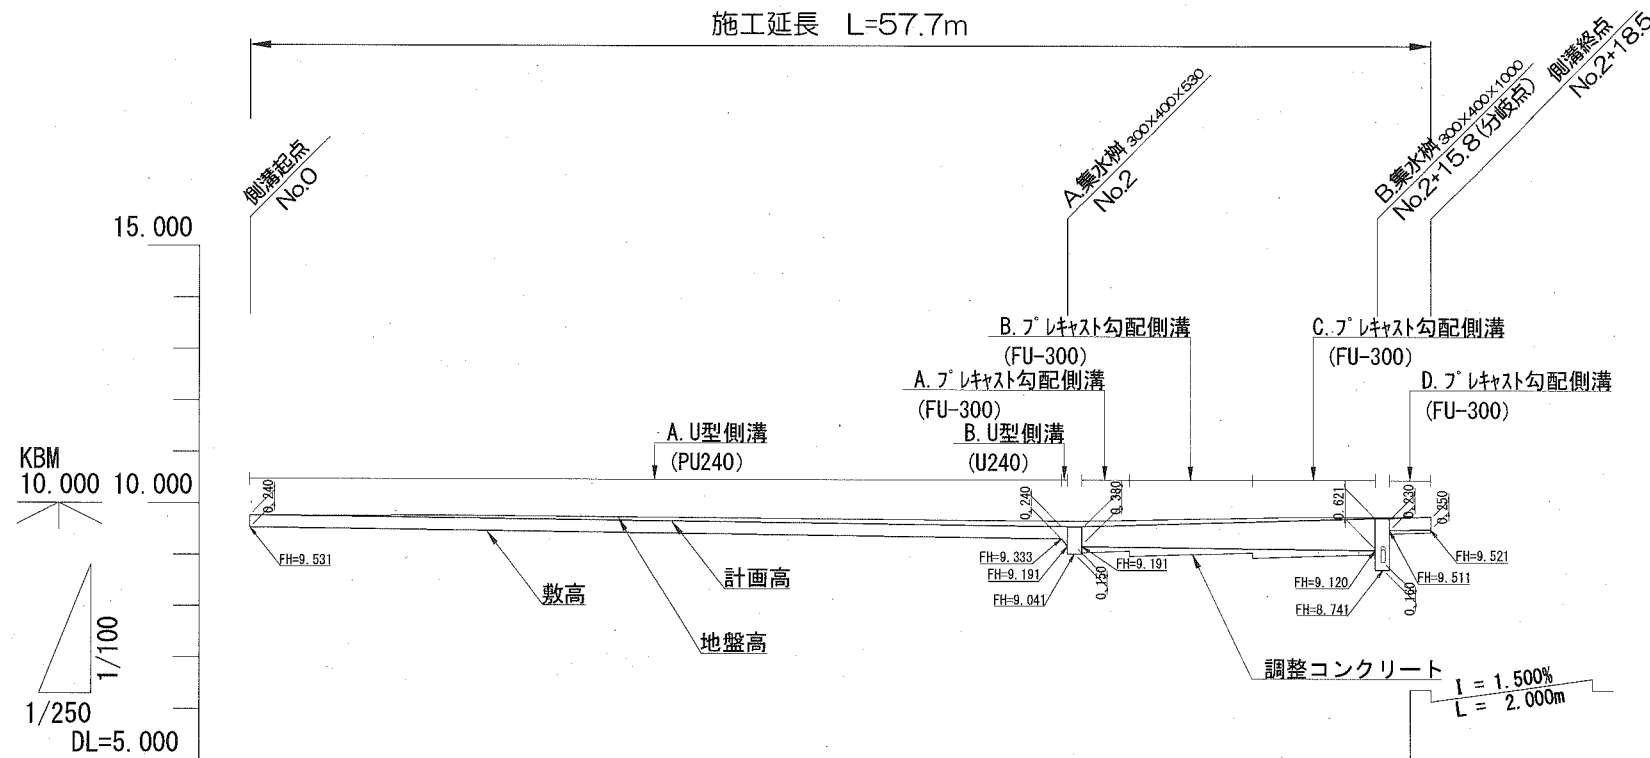 施工延長 L=57.7m
側溝起点
No.0
A.集水桝 300×400×530
No.2
B.集水桝 300×400×1000
No.2+15.8(分岐点)
側溝終点
No.2+18.5
15.000
B. プレキャスト勾配側溝
(FU-300)
C. プレキャスト勾配側溝
(FU-300)
A. プレキャスト勾配側溝
(FU-300)
D. プレキャスト勾配側溝
(FU-300)
A. U型側溝
(PU240)
B. U型側溝
(U240)
KBM
10.000
10.000
0.240
0.240
0.380
0.621
0.230
0.250
FH=9.531
FH=9.333
FH=9.191
FH=9.041
FH=9.191
0.150
FH=9.120
FH=8.741
FH=9.511
FH=9.521
0.160
計画高
敷高
地盤高
調整コンクリート
1/100
1/250
I = 1.500%
L = 2.000m
DL=5.000